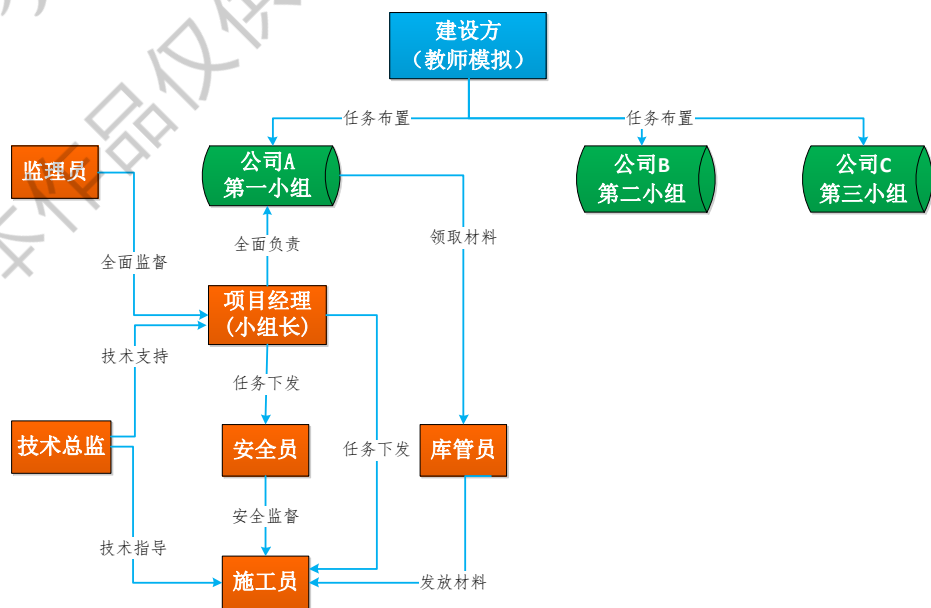 建设方
(教师模拟)
任务布置
任务布置
监理员
公司A
第一小组
公司B
第二小组
公司C
第三小组
全面负责
领取材料
全面监督
项目经理
(小组长)
技术支持
任务下发
技术总监
安全员
任务下发
库管员
安全监督
技术指导
施工员
发放材料
本作品仅供